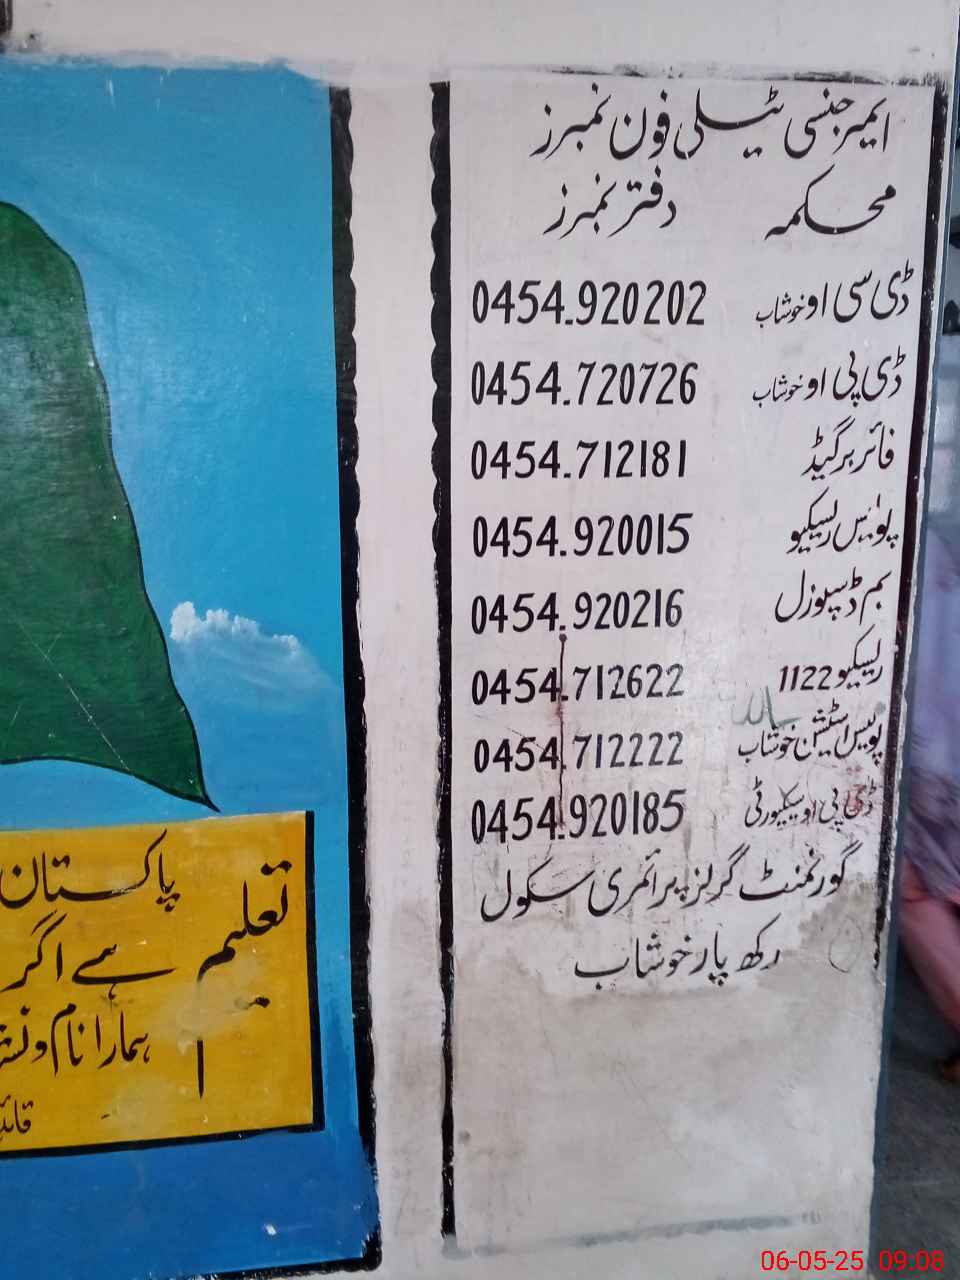 ایمرجنسی ٹیلی فون نمبرز
محکمہ دفتر نمبرز
ڈی سی او خوشاب 0454.920202
ڈی پی او خوشاب 0454.720726
فائر بریگیڈ 0454.712181
پولیس ریسکیو 0454.920015
بم ڈسپوزل 0454.920216
ریسکیو 1122 0454.712622
پولیس اسٹیشن خوشاب 0454.712222
ڈی پی او سیکیورٹی 0454.920185
گورنمنٹ گرلز پرائمری سکول
رکھ پار خوشاب
تعلیم پاکستان
ہے اگر
ہمارا نام و
06-05-25 09:08